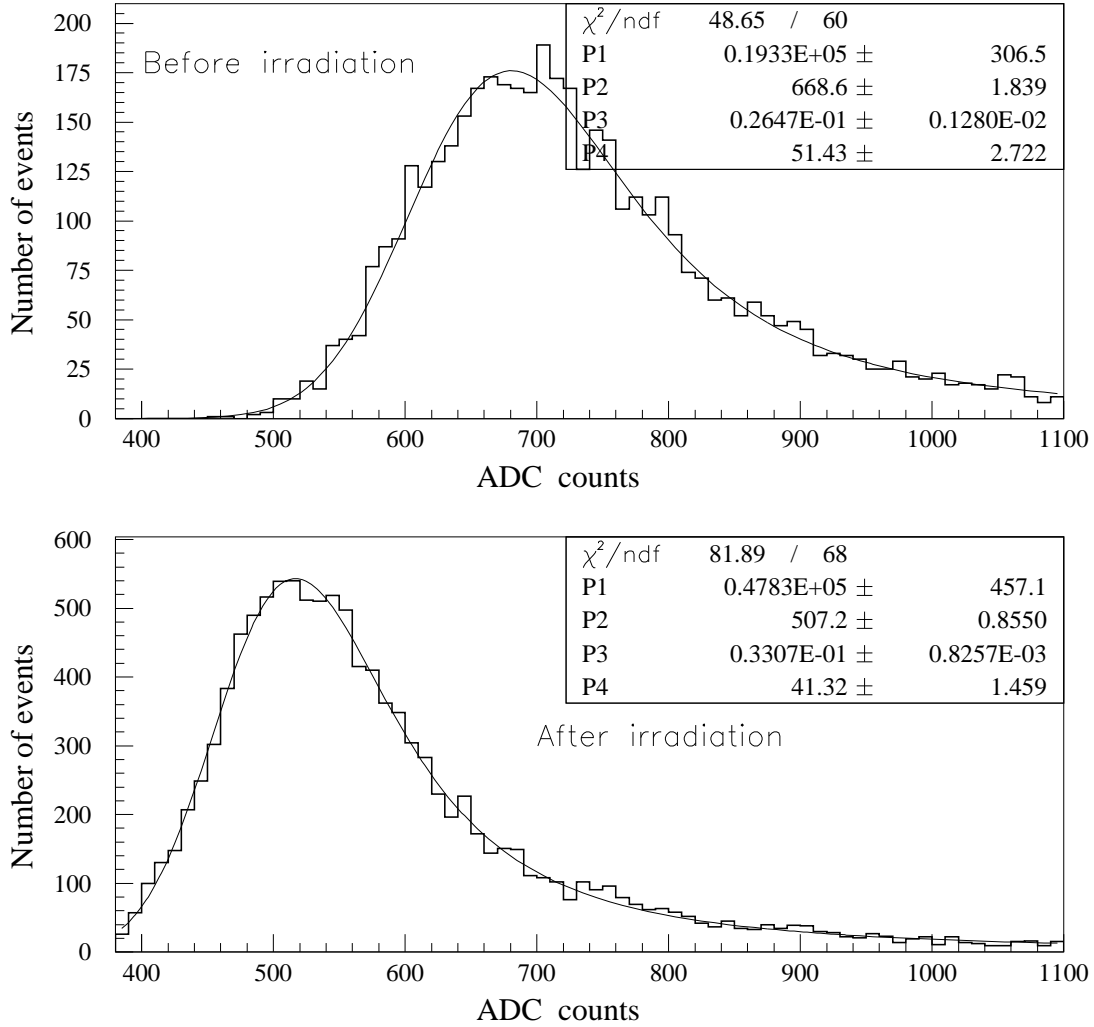 Before irradiation
χ²/ndf 48.65 / 60
P1 0.1933E+05 ± 306.5
P2 668.6 ± 1.839
P3 0.2647E-01 ± 0.1280E-02
P4 51.43 ± 2.722
Number of events
200
175
150
125
100
75
50
25
0
400 500 600 700 800 900 1000 1100
ADC counts
χ²/ndf 81.89 / 68
P1 0.4783E+05 ± 457.1
P2 507.2 ± 0.8550
P3 0.3307E-01 ± 0.8257E-03
P4 41.32 ± 1.459
After irradiation
Number of events
600
500
400
300
200
100
0
400 500 600 700 800 900 1000 1100
ADC counts